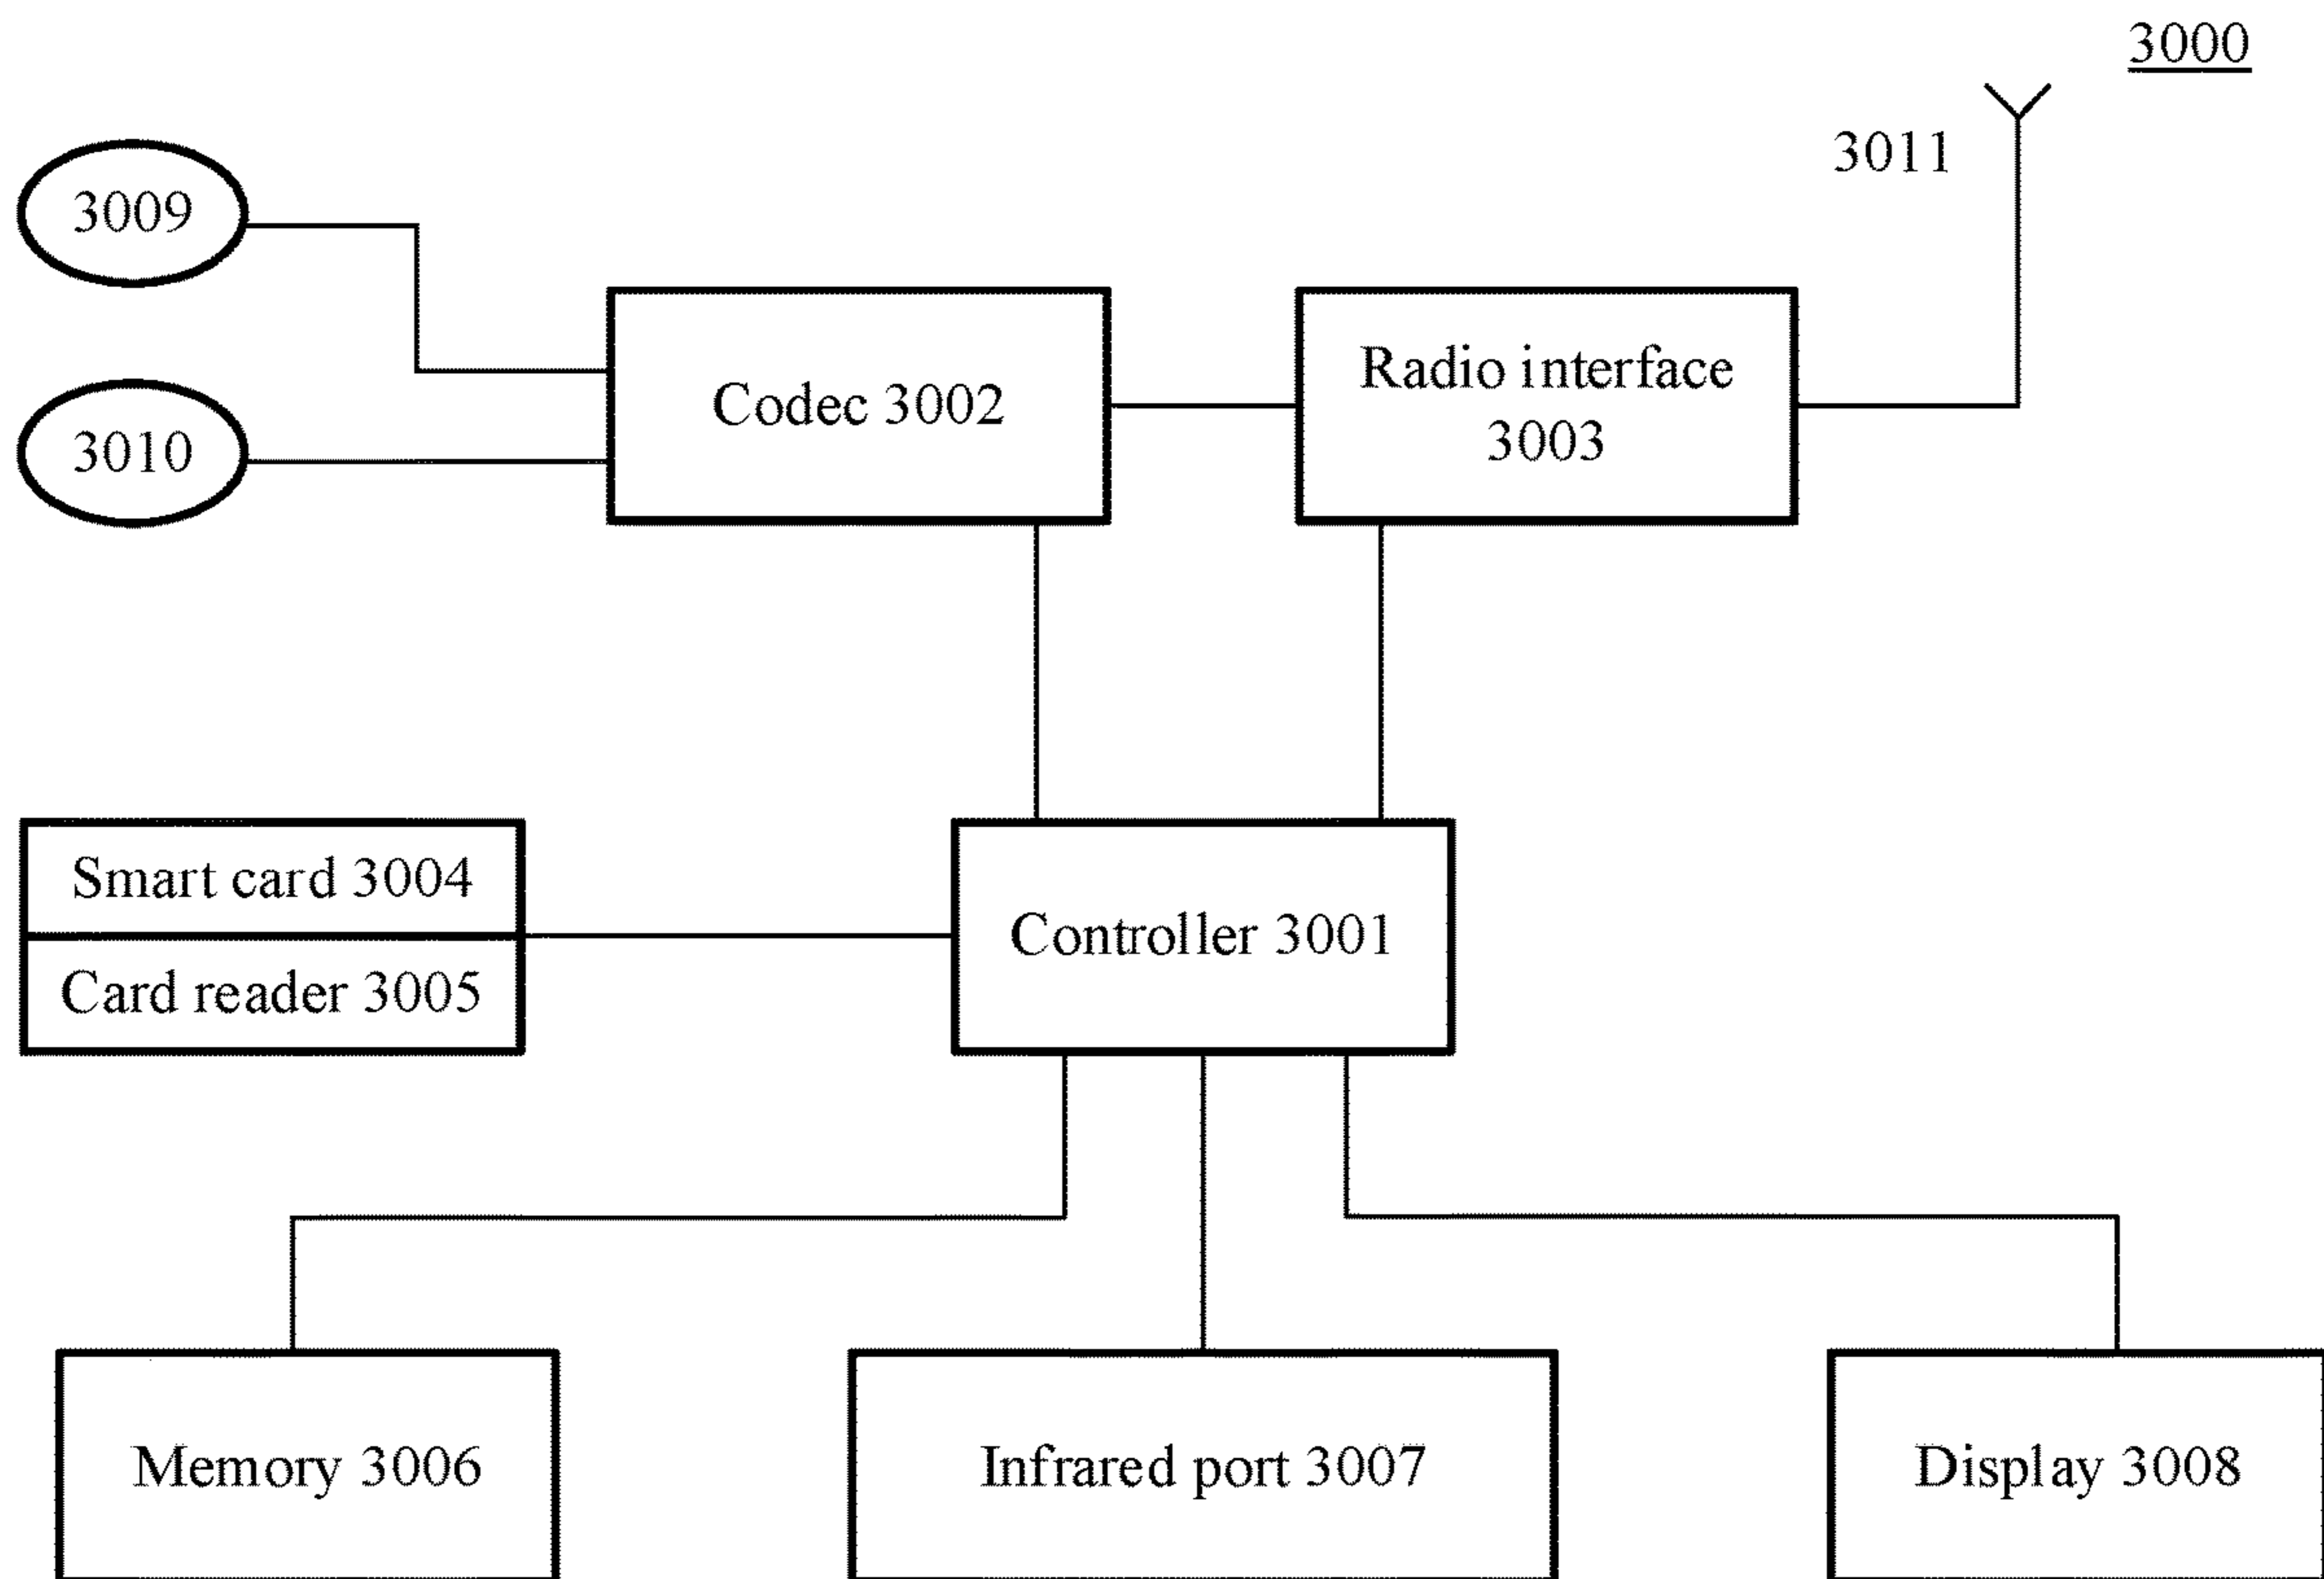 3000
3011
3009
3010
Codec 3002
Radio interface
3003
Smart card 3004
Card reader 3005
Controller 3001
Memory 3006
Infrared port 3007
Display 3008